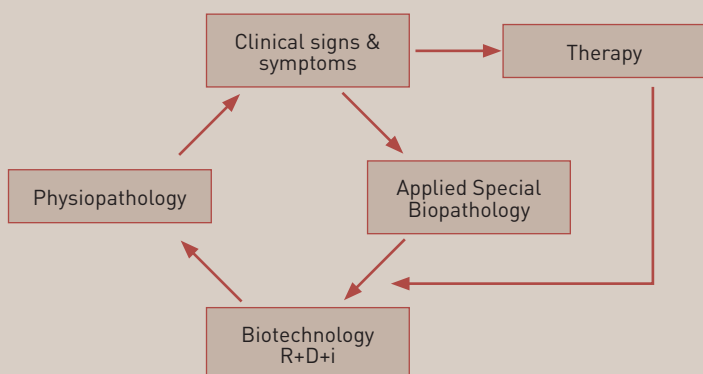 Clinical signs &
symptoms
Therapy
Physiopathology
Applied Special
Biopathology
Biotechnology
R+D+i